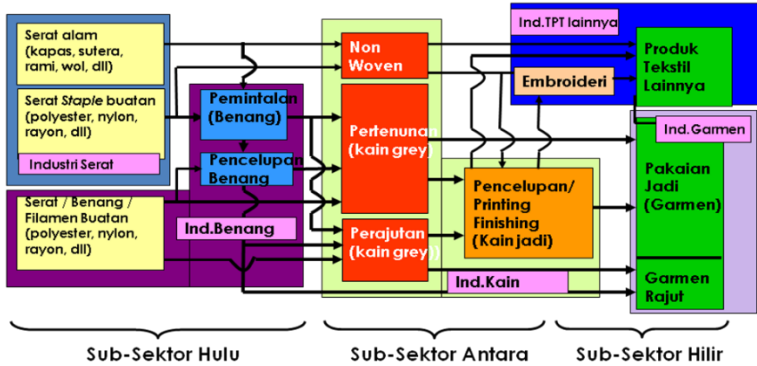 Serat alam
(kapas, sutera,
rami, wol, dll)
Serat Staple buatan
(polyester, nylon,
rayon, dll)
Industri Serat
Serat / Benang /
Filamen Buatan
(polyester, nylon,
rayon, dll)
Pemintalan
(Benang)
Pencelupan
Benang
Ind.Benang
Non
Woven
Pertenunan
(kain grey)
Perajutan
(kain grey))
Pencelupan/
Printing
Finishing
(Kain jadi)
Ind.Kain
Ind.TPT lainnya
Embroideri
Produk
Tekstil
Lainnya
Ind.Garmen
Pakaian
Jadi
(Garmen)
Garmen
Rajut
Sub-Sektor Hulu
Sub-Sektor Antara
Sub-Sektor Hilir